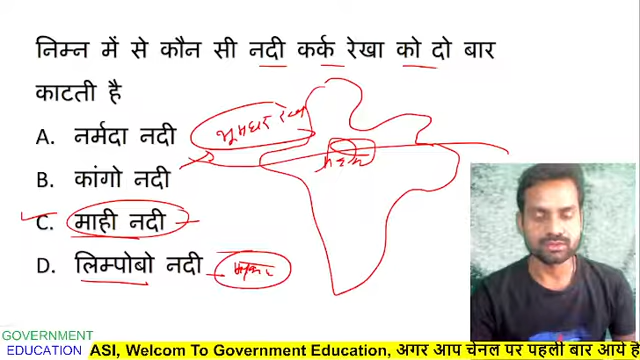 निम्न में से कौन सी नदी कर्क रेखा को दो बार
काटती है
A. नर्मदा नदी
B. कांगो नदी
C. माही नदी
D. लिम्पोबो नदी
GOVERNMENT
EDUCATION
ASI, Welcom To Government Education, अगर आप चेनल पर पहली बार आये है